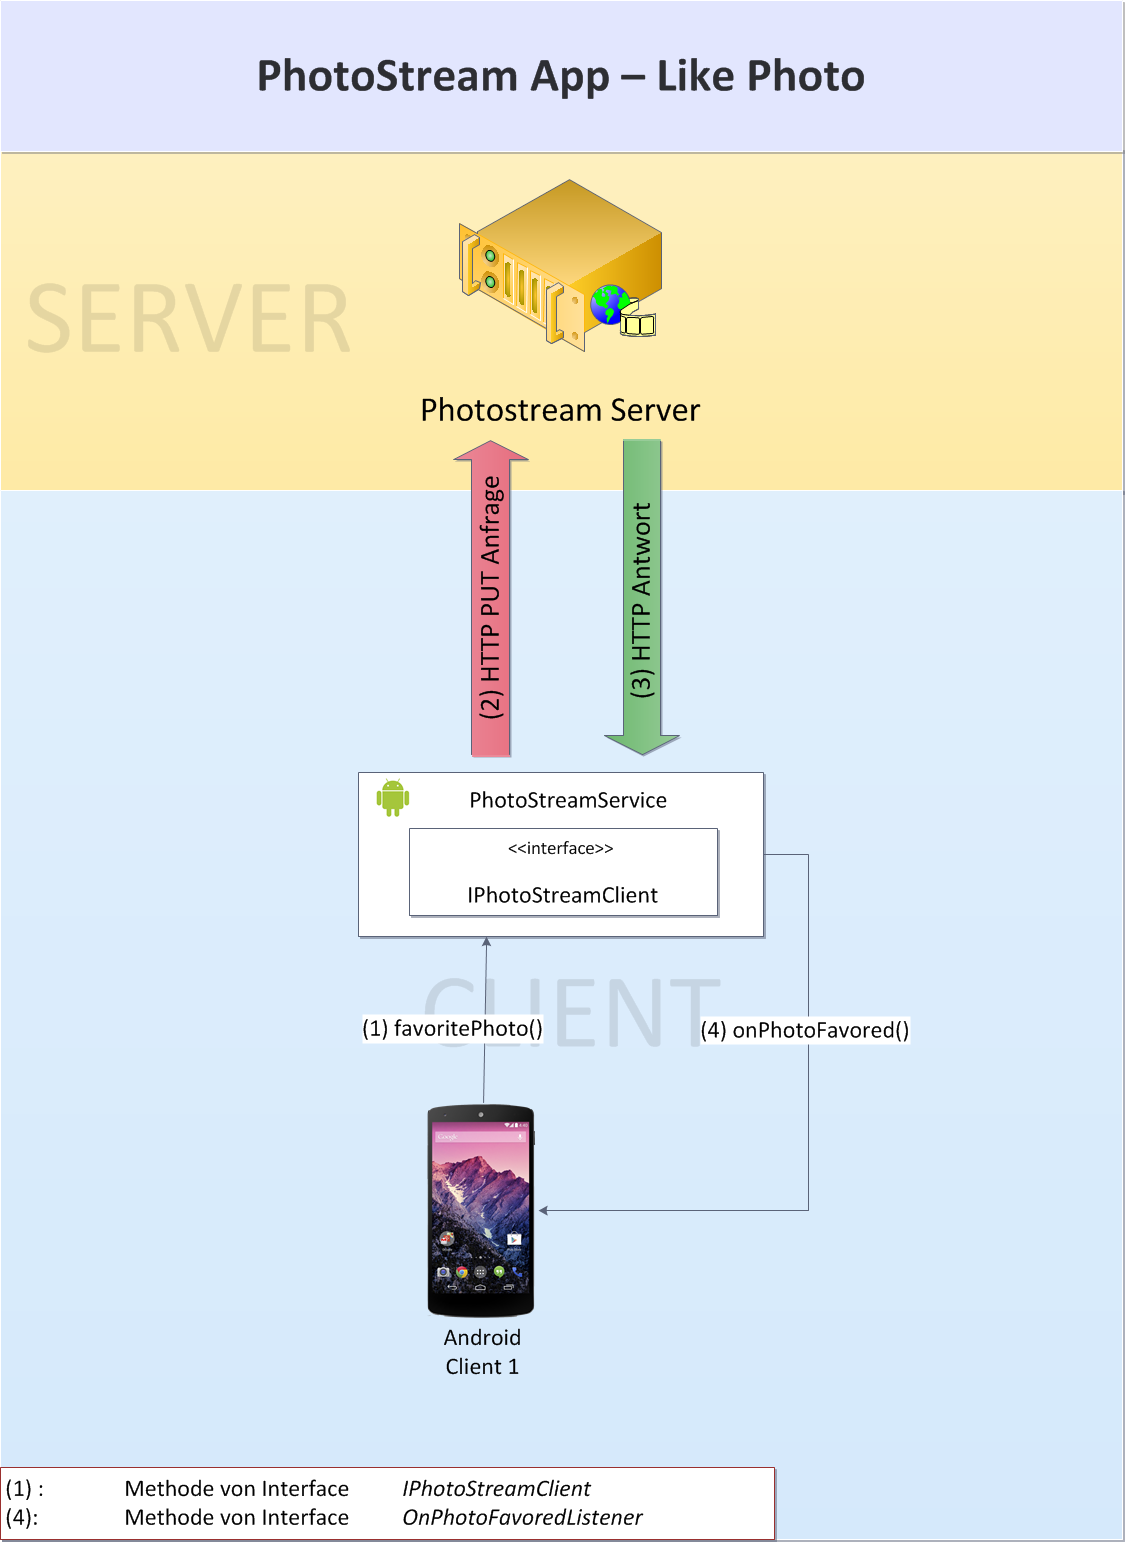 PhotoStream App – Like Photo
SERVER
Photostream Server
(2) HTTP PUT Anfrage
(3) HTTP Antwort
PhotoStreamService
<<interface>>
IPhotoStreamClient
CLIENT
(1) favoritePhoto()
(4) onPhotoFavored()
Google
Android
Client 1
(1) : Methode von Interface IPhotoStreamClient
(4): Methode von Interface OnPhotoFavoredListener